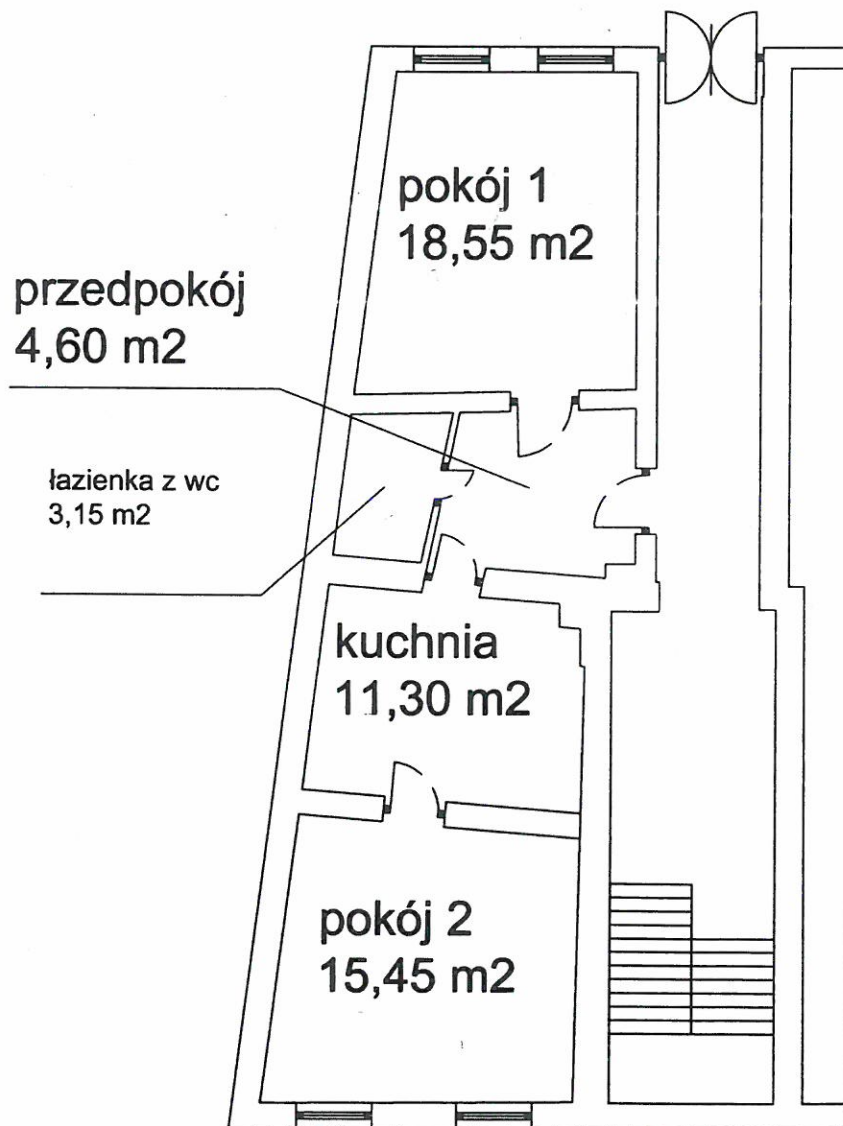 pokój 1
18,55 m2
przedpokój
4,60 m2
łazienka z wc
3,15 m2
kuchnia
11,30 m2
pokój 2
15,45 m2